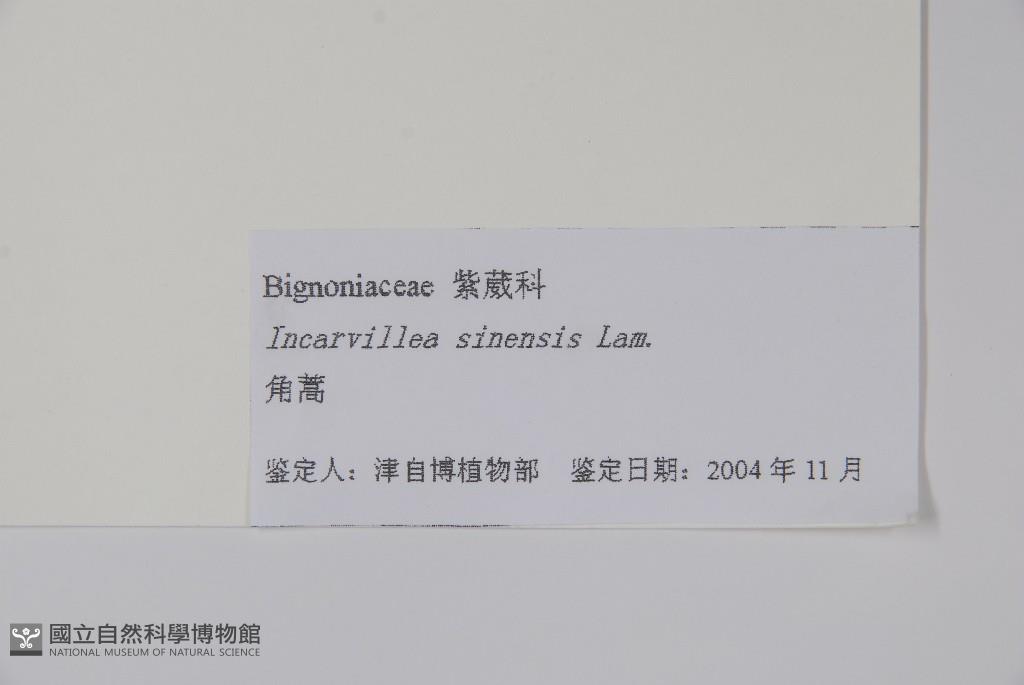 Bignoniaceae 紫葳科
Incarvillea sinensis Lam.
角蒿
鉴定人：津自博植物部 鉴定日期：2004 年 11 月
國立自然科學博物館
NATIONAL MUSEUM OF NATURAL SCIENCE